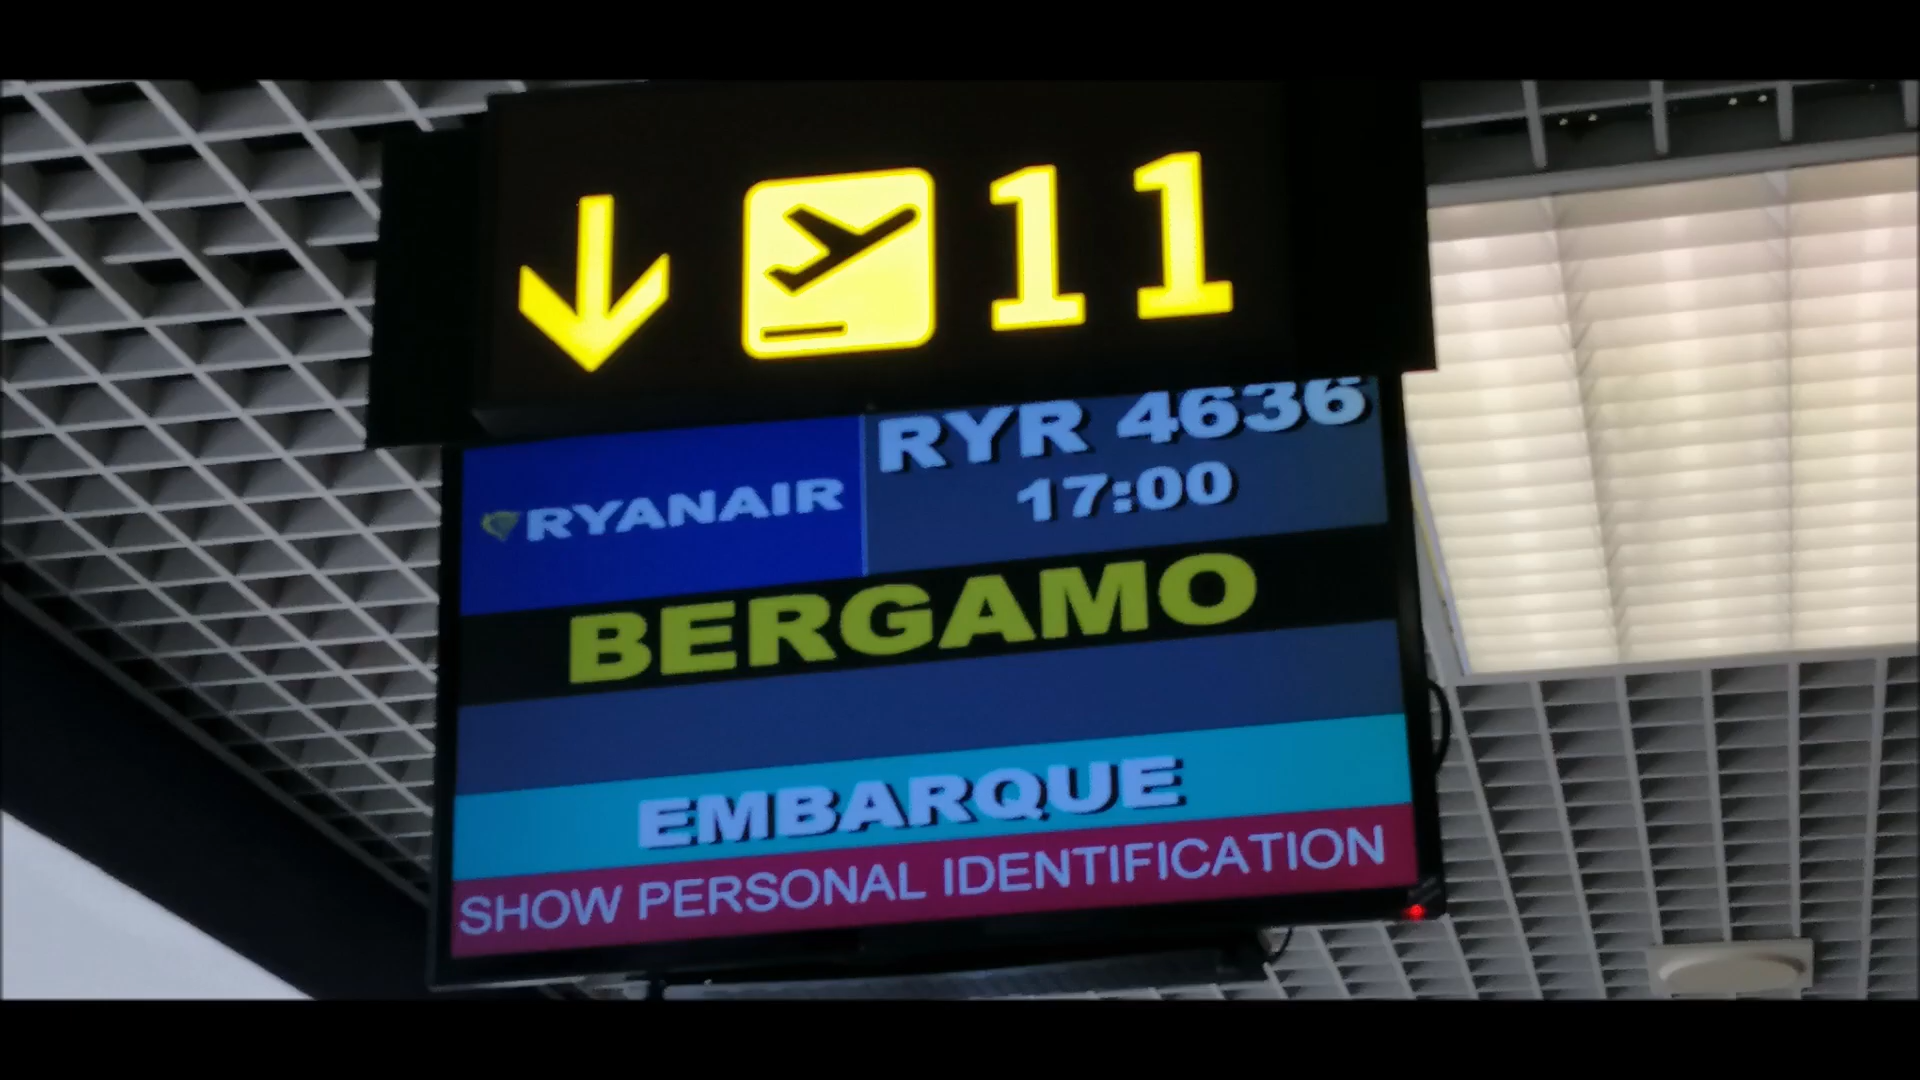 11
RYANAIR
RYR 4636
17:00
BERGAMO
EMBARQUE
SHOW PERSONAL IDENTIFICATION